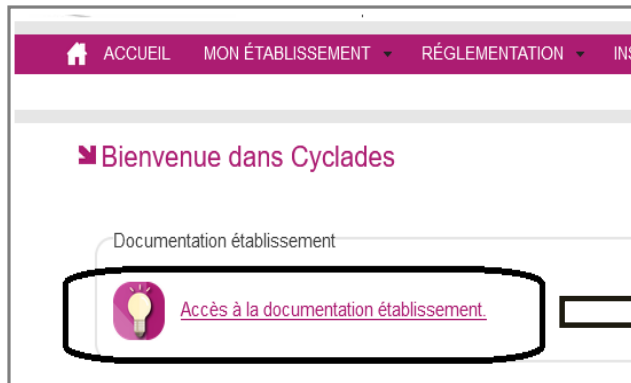 ACCUEIL MON ÉTABLISSEMENT RÉGLEMENTATION
Bienvenue dans Cyclades
Documentation établissement
Accès à la documentation établissement.